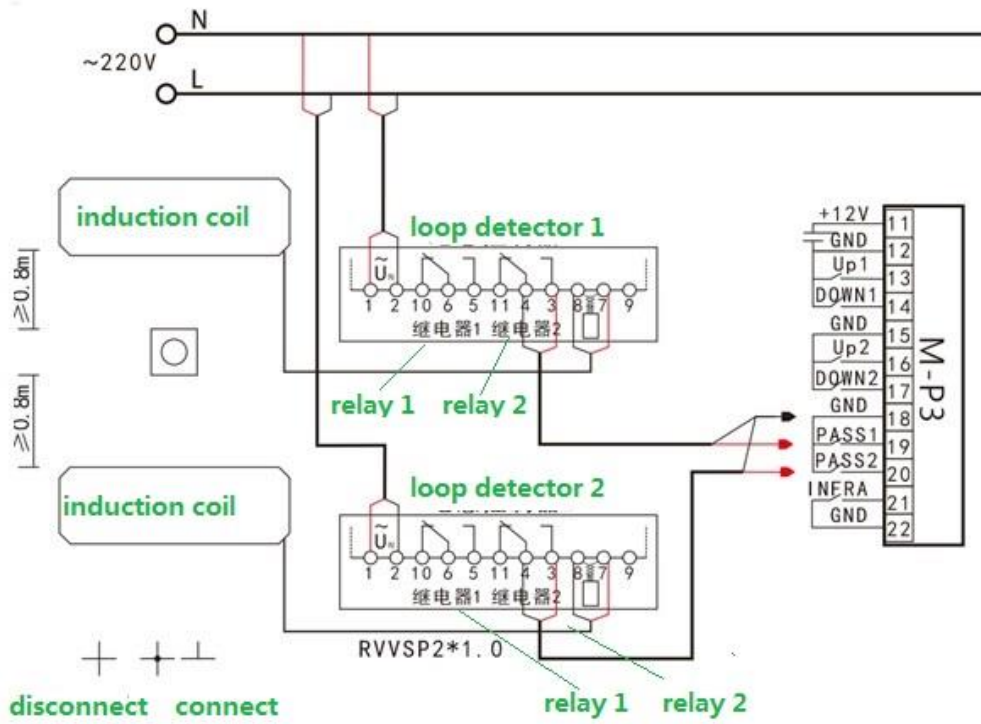 N
~220V
L
induction coil
loop detector 1
≥0.8m
Ũ N
1 2 10 6 5 11 4 3 8 7 9
继电器1 继电器2
relay 1 relay 2
+12V 11
GND 12
Up1 13
DOWN1 14
GND 15
Up2 16
DOWN2 17
GND 18
PASS1 19
PASS2 20
INFRA 21
GND 22
M-P3
≥0.8m
induction coil
loop detector 2
Ũ N
1 2 10 6 5 11 4 3 8 7 9
继电器1 继电器2
RVVSP2*1.0
relay 1 relay 2
disconnect connect